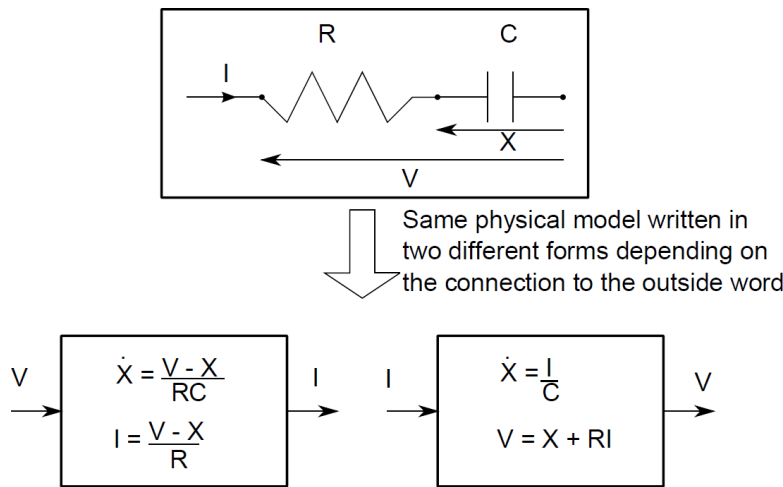 R
C
I
X
V
Same physical model written in
two different forms depending on
the connection to the outside word
V
Ẋ = V - X / RC
I = V - X / R
I
I
Ẋ = I / C
V = X + RI
V